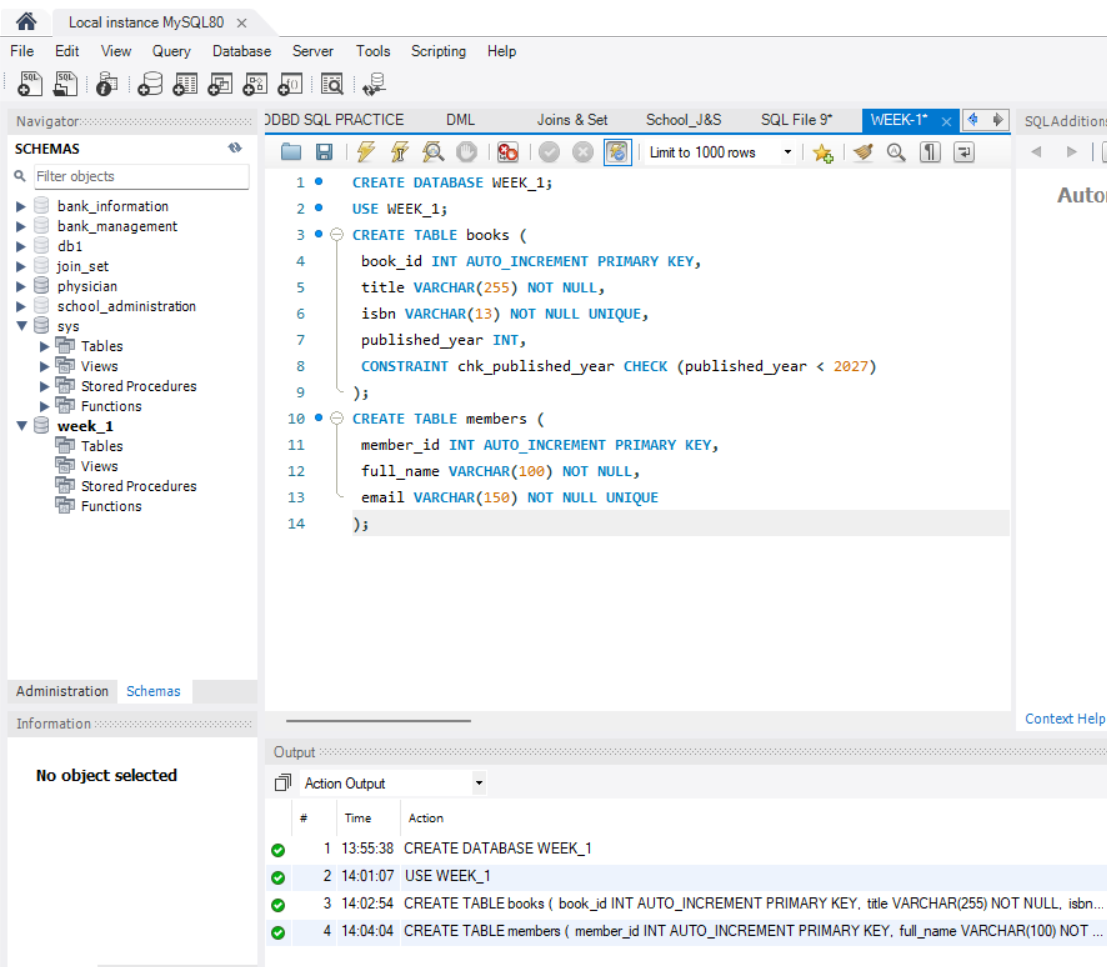 Local instance MySQL80
File Edit View Query Database Server Tools Scripting Help
Navigator
SCHEMAS
Filter objects
bank_information
bank_management
db1
join_set
physician
school_administration
sys
Tables
Views
Stored Procedures
Functions
week_1
Tables
Views
Stored Procedures
Functions
Administration Schemas
Information
No object selected
DDBD SQL PRACTICE DML Joins & Set School_J&S SQL File 9* WEEK-1*
Limit to 1000 rows
1 CREATE DATABASE WEEK_1;
2 USE WEEK_1;
3 CREATE TABLE books (
4 book_id INT AUTO_INCREMENT PRIMARY KEY,
5 title VARCHAR(255) NOT NULL,
6 isbn VARCHAR(13) NOT NULL UNIQUE,
7 published_year INT,
8 CONSTRAINT chk_published_year CHECK (published_year < 2027)
9 );
10 CREATE TABLE members (
11 member_id INT AUTO_INCREMENT PRIMARY KEY,
12 full_name VARCHAR(100) NOT NULL,
13 email VARCHAR(150) NOT NULL UNIQUE
14 );
SQLAdditions
Autor
Context Help
Output
Action Output
# Time Action
1 13:55:38 CREATE DATABASE WEEK_1
2 14:01:07 USE WEEK_1
3 14:02:54 CREATE TABLE books ( book_id INT AUTO_INCREMENT PRIMARY KEY, title VARCHAR(255) NOT NULL, isbn...
4 14:04:04 CREATE TABLE members ( member_id INT AUTO_INCREMENT PRIMARY KEY, full_name VARCHAR(100) NOT ...